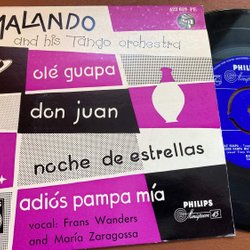 MALANDO
and his Tango orchestra
olé guapa
don juan
noche de estrellas
adiós pampa mía
vocal: Frans Wanders
and María Zaragossa
PHILIPS
Minigroove 45
PHILIPS